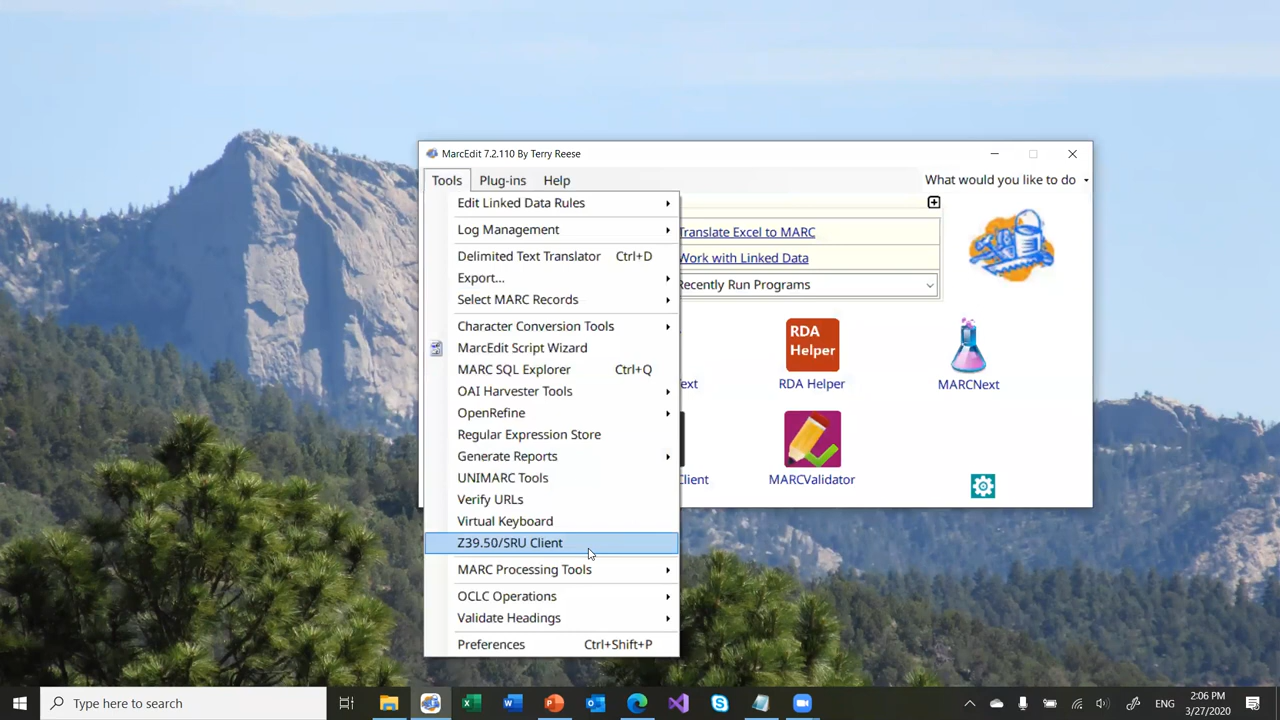 MarcEdit 7.2.110 By Terry Reese
Tools Plug-ins Help What would you like to do
Edit Linked Data Rules
Log Management
Delimited Text Translator Ctrl+D
Export...
Select MARC Records
Character Conversion Tools
MarcEdit Script Wizard
MARC SQL Explorer Ctrl+Q
OAI Harvester Tools
OpenRefine
Regular Expression Store
Generate Reports
UNIMARC Tools
Verify URLs
Virtual Keyboard
Z39.50/SRU Client
MARC Processing Tools
OCLC Operations
Validate Headings
Preferences Ctrl+Shift+P
Translate Excel to MARC
Work with Linked Data
Recently Run Programs
RDA
Helper
ext
RDA Helper
MARCNext
Client
MARCValidator
Type here to search
ENG
2:06 PM
3/27/2020